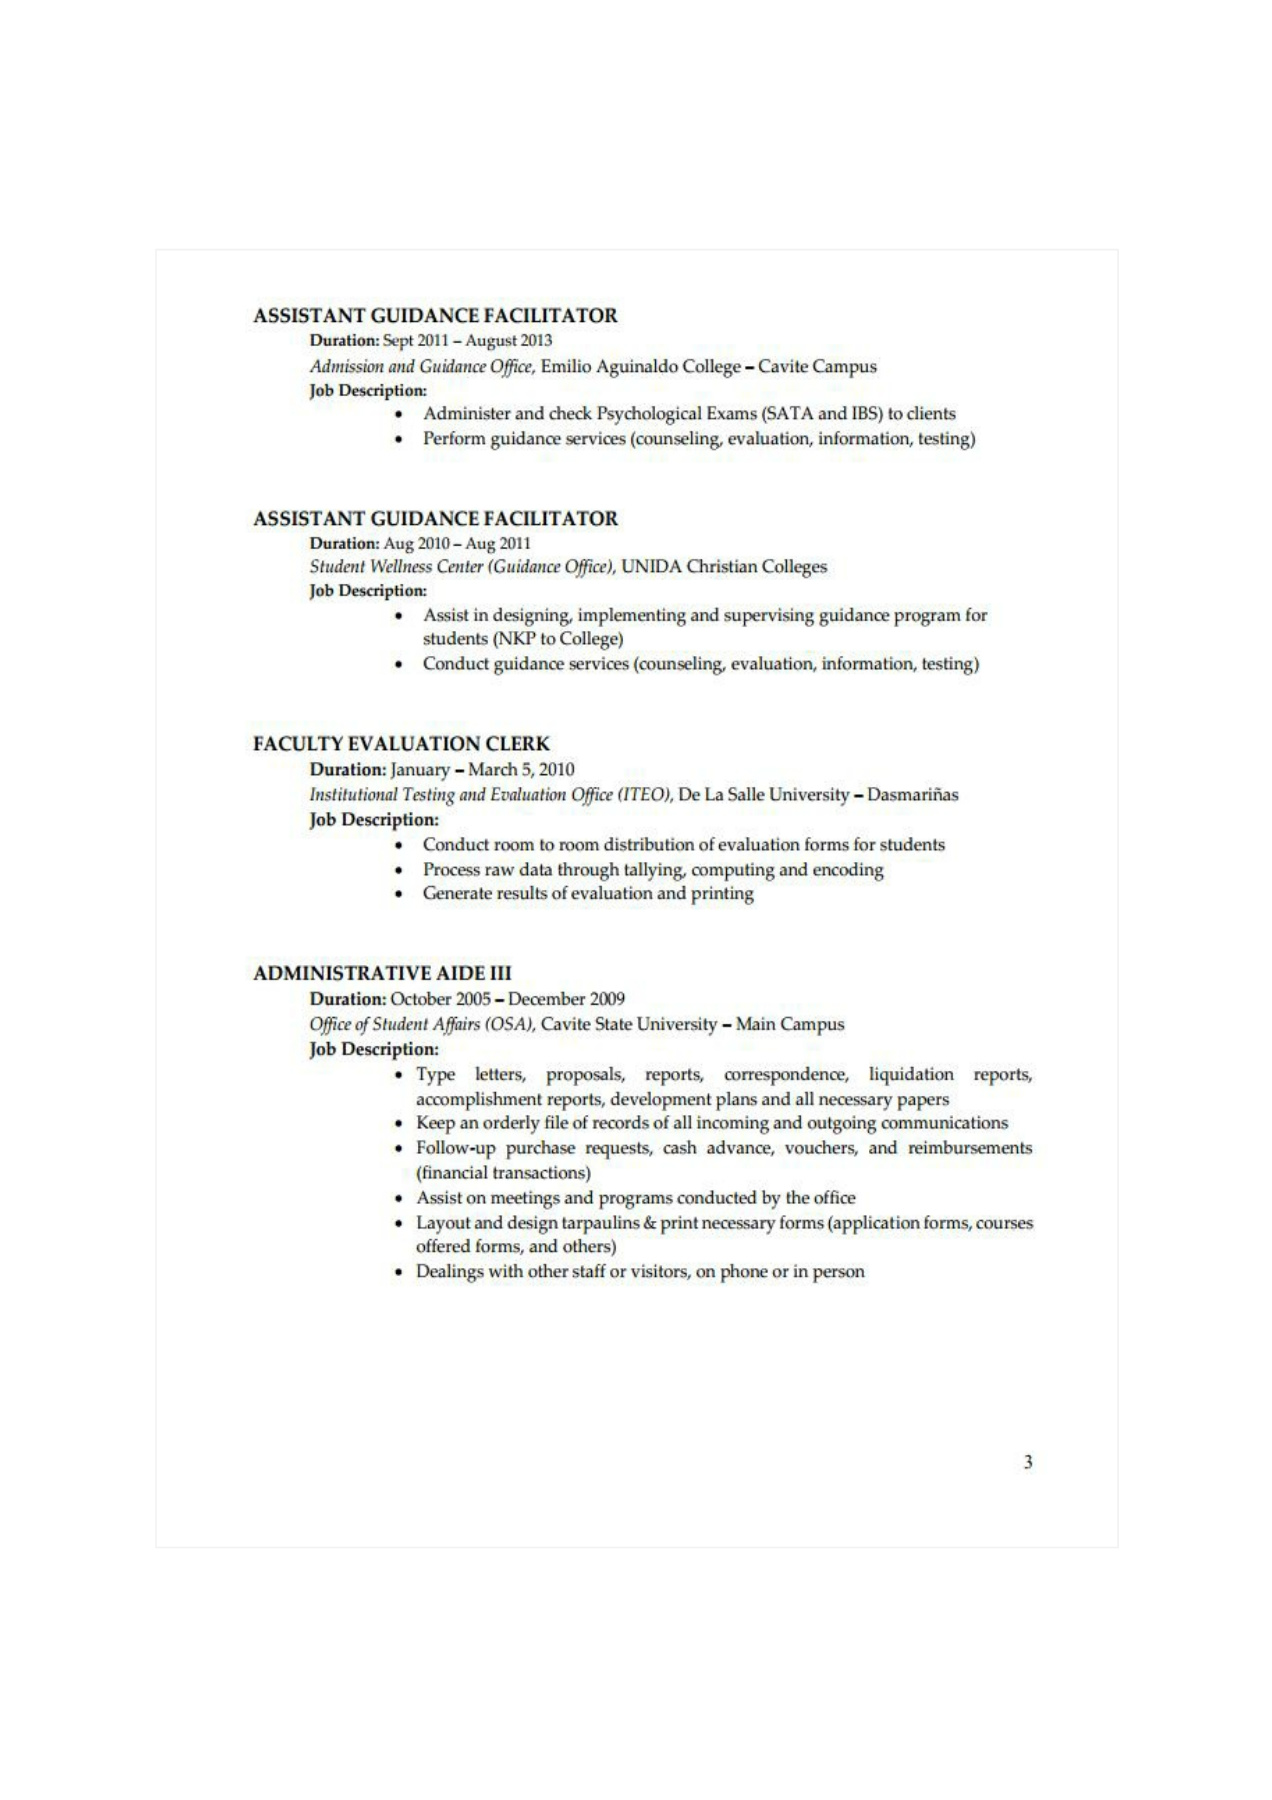 ASSISTANT GUIDANCE FACILITATOR
Duration: Sept 2011 – August 2013
Admission and Guidance Office, Emilio Aguinaldo College – Cavite Campus
Job Description:
• Administer and check Psychological Exams (SATA and IBS) to clients
• Perform guidance services (counseling, evaluation, information, testing)
ASSISTANT GUIDANCE FACILITATOR
Duration: Aug 2010 – Aug 2011
Student Wellness Center (Guidance Office), UNIDA Christian Colleges
Job Description:
• Assist in designing, implementing and supervising guidance program for
students (NKP to College)
• Conduct guidance services (counseling, evaluation, information, testing)
FACULTY EVALUATION CLERK
Duration: January – March 5, 2010
Institutional Testing and Evaluation Office (ITEO), De La Salle University – Dasmariñas
Job Description:
• Conduct room to room distribution of evaluation forms for students
• Process raw data through tallying, computing and encoding
• Generate results of evaluation and printing
ADMINISTRATIVE AIDE III
Duration: October 2005 – December 2009
Office of Student Affairs (OSA), Cavite State University – Main Campus
Job Description:
• Type letters, proposals, reports, correspondence, liquidation reports,
accomplishment reports, development plans and all necessary papers
• Keep an orderly file of records of all incoming and outgoing communications
• Follow-up purchase requests, cash advance, vouchers, and reimbursements
(financial transactions)
• Assist on meetings and programs conducted by the office
• Layout and design tarpaulins & print necessary forms (application forms, courses
offered forms, and others)
• Dealings with other staff or visitors, on phone or in person
3